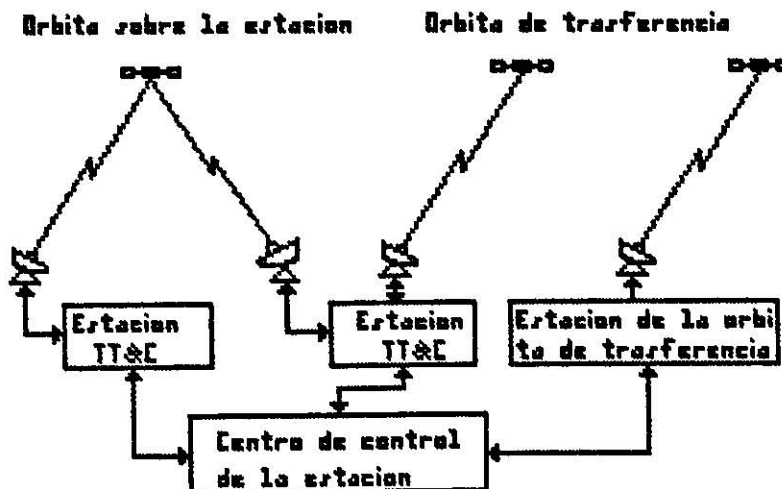 Orbita sobre la estacion
Orbita de trasferencia
Estacion
TT&C
Estacion
TT&C
Estacion de la orbi
ta de trasferencia
Centro de control
de la estacion